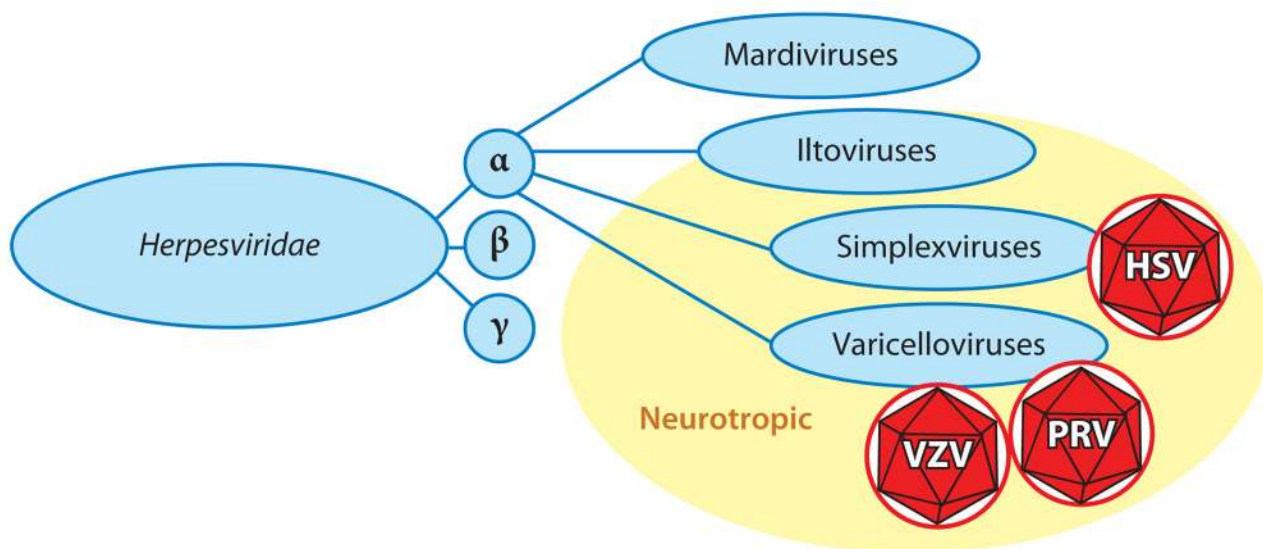 Mardiviruses
Iltoviruses
α
Herpesviridae
β
Simplexviruses
HSV
γ
Varicelloviruses
Neurotropic
VZV
PRV